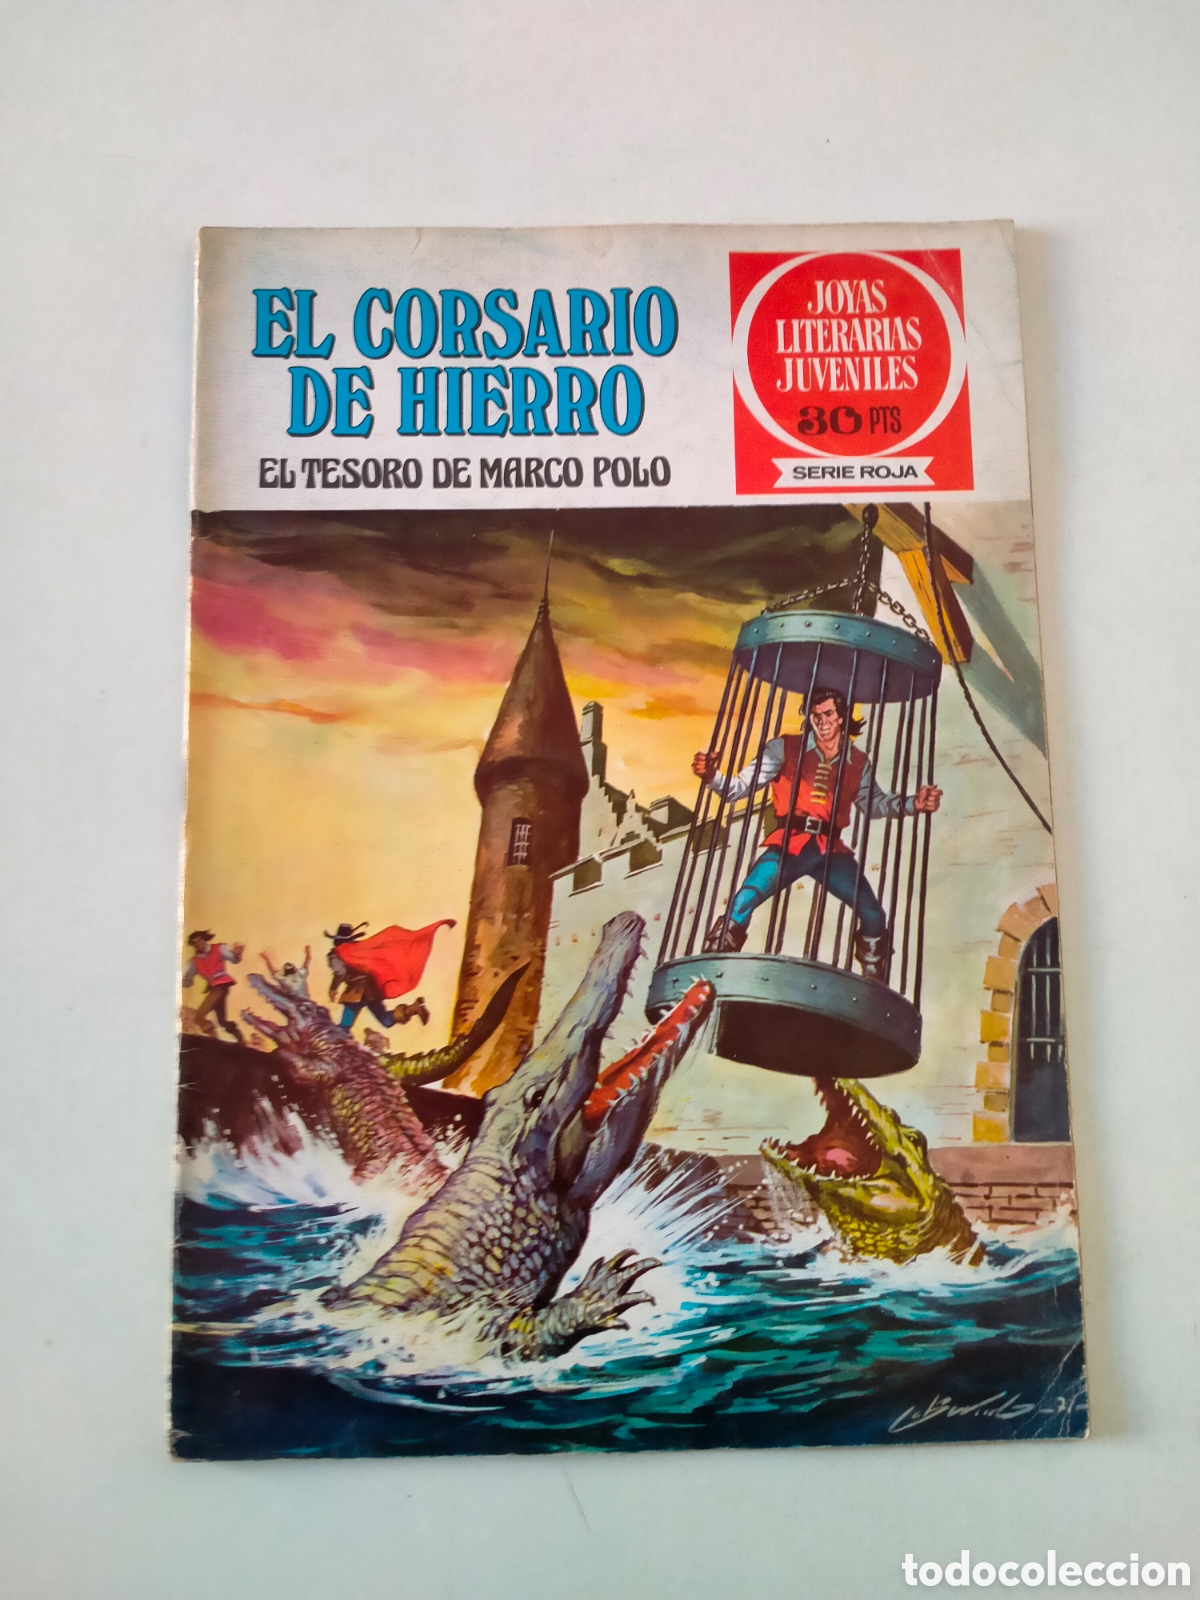 EL CORSARIO
DE HIERRO
EL TESORO DE MARCO POLO
JOYAS
LITERARIAS
JUVENILES
30 PTS
SERIE ROJA
todocoleccion